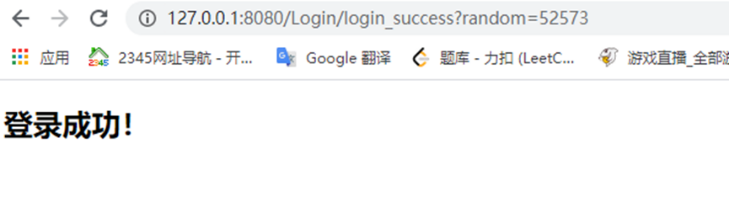 127.0.0.1:8080/Login/login_success?random=52573
应用 2345网址导航 - 开... Google 翻译 题库 - 力扣 (LeetC... 游戏直播_全部游
登录成功！